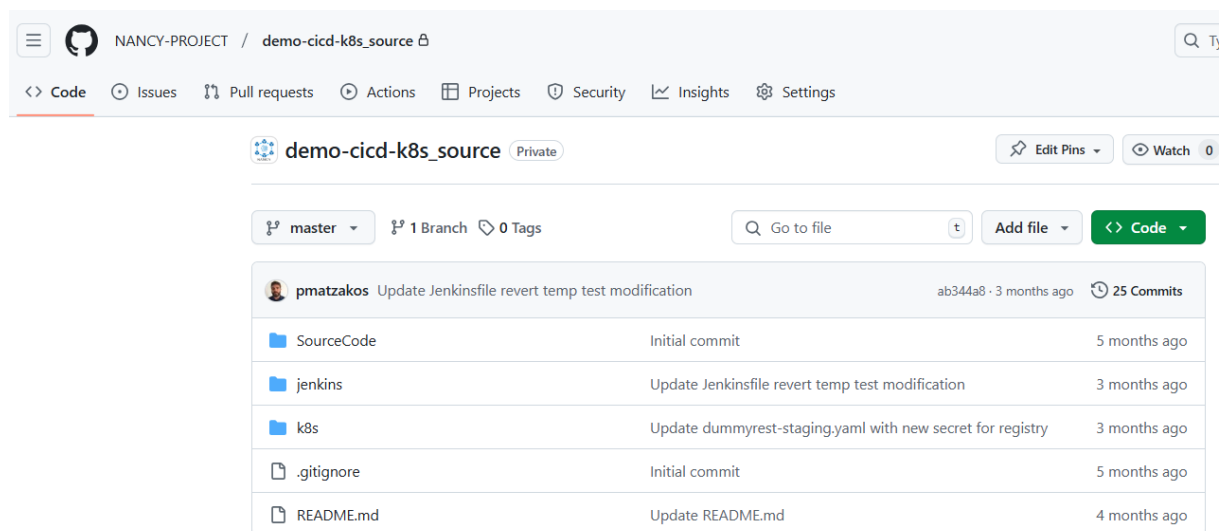 NANCY-PROJECT / demo-cicd-k8s_source
Code Issues Pull requests Actions Projects Security Insights Settings
demo-cicd-k8s_source Private Edit Pins Watch 0
master 1 Branch 0 Tags Go to file t Add file Code
pmatzakos Update Jenkinsfile revert temp test modification ab344a8 · 3 months ago 25 Commits
SourceCode Initial commit 5 months ago
jenkins Update Jenkinsfile revert temp test modification 3 months ago
k8s Update dummyrest-staging.yaml with new secret for registry 3 months ago
.gitignore Initial commit 5 months ago
README.md Update README.md 4 months ago